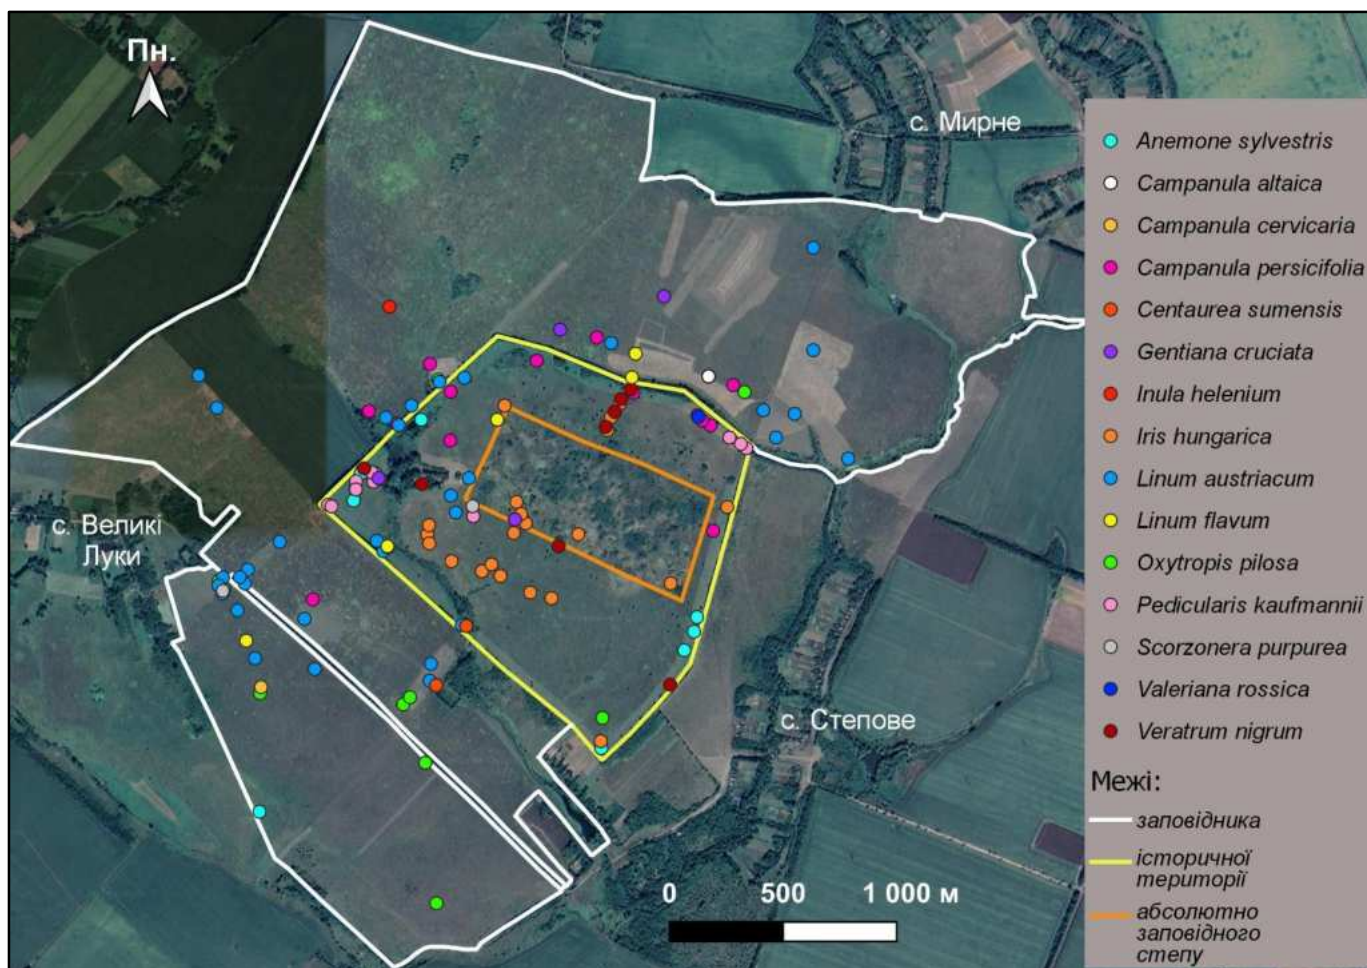 Пн.
с. Мирне
с. Великі
Луки
с. Степове
0 500 1 000 м
Anemone sylvestris
Campanula altaica
Campanula cervicaria
Campanula persicifolia
Centaurea sumensis
Gentiana cruciata
Inula helenium
Iris hungarica
Linum austriacum
Linum flavum
Oxytropis pilosa
Pedicularis kaufmannii
Scorzonera purpurea
Valeriana rossica
Veratrum nigrum
Межі:
заповідника
історичної
території
абсолютно
заповідного
степу